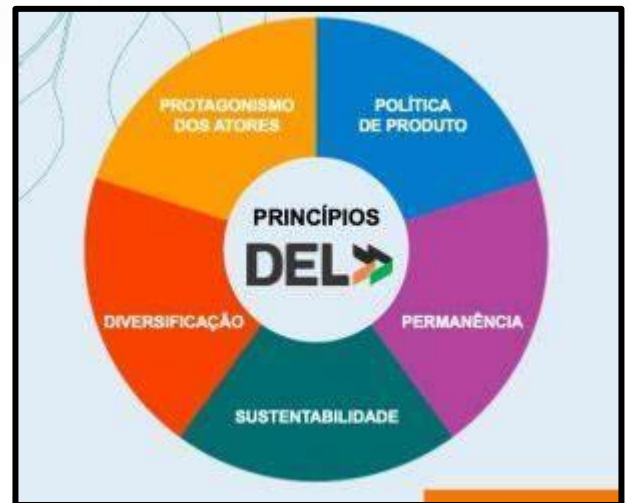 PROTAGONISMO
DOS ATORES
POLÍTICA
DE PRODUTO
PRINCÍPIOS
DEL
DIVERSIFICAÇÃO
PERMANÊNCIA
SUSTENTABILIDADE